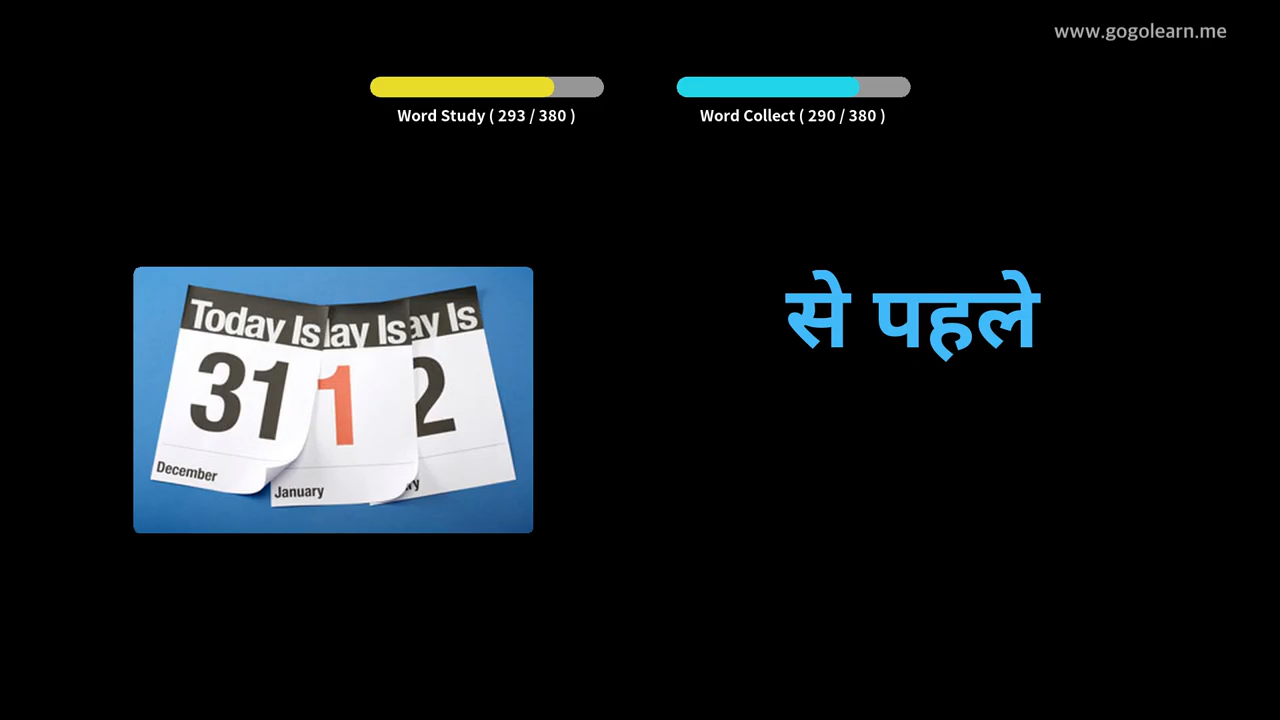 www.gogolearn.me
Word Study ( 293 / 380 )
Word Collect ( 290 / 380 )
से पहले
Today Is
ay Is
ay Is
31
1
2
December
January
ry